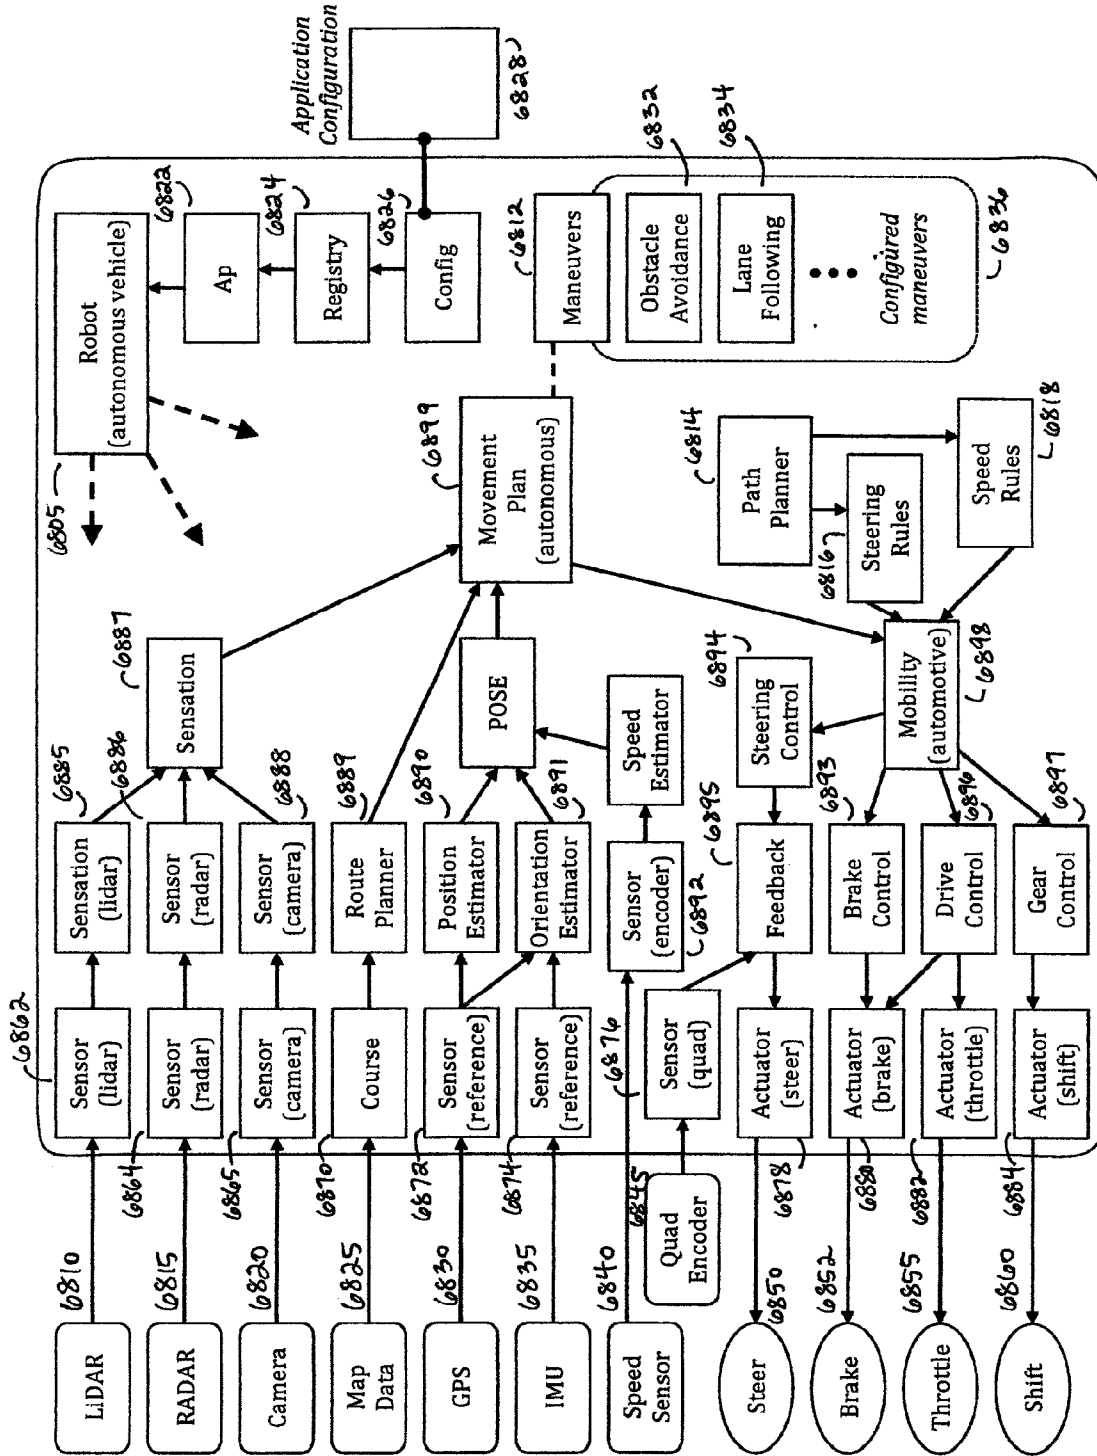 LiDAR
6810
Sensor
(lidar)
6862
Sensation
(lidar)
6885
RADAR
6815
Sensor
(radar)
6864
Sensor
(radar)
6886
Camera
6820
Sensor
(camera)
6865
Sensor
(camera)
6888
Sensation
6887
Robot
(autonomous vehicle)
6805
Ap
6822
Registry
6824
Config
6826
Application
Configuration
6828
Map
Data
6825
Course
6870
Route
Planner
6889
GPS
6830
Sensor
(reference)
6872
Position
Estimator
6890
IMU
6835
Sensor
(reference)
6874
Orientation
Estimator
6891
POSE
Movement
Plan
(autonomous)
6899
Maneuvers
6812
Obstacle
Avoidance
6832
Lane
Following
6834
Configured
maneuvers
6836
Speed
Sensor
6840
Sensor
(encoder)
6892
Speed
Estimator
Quad
Encoder
6845
Sensor
(quad)
6876
Steer
6850
Actuator
(steer)
6878
Feedback
6895
Steering
Control
6894
Path
Planner
6814
Brake
6852
Actuator
(brake)
6880
Brake
Control
6893
Mobility
(automotive)
6898
Steering
Rules
6816
Speed
Rules
6818
Throttle
6855
Actuator
(throttle)
6882
Drive
Control
6896
Shift
6860
Actuator
(shift)
6884
Gear
Control
6897